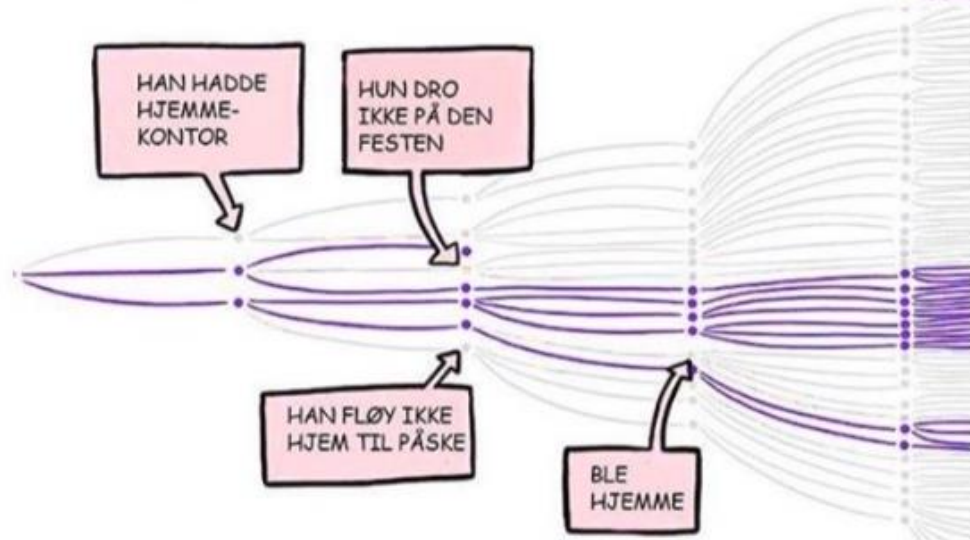 HAN HADDE
HJEMME-
KONTOR
HUN DRO
IKKE PÅ DEN
FESTEN
HAN FLØY IKKE
HJEM TIL PÅSKE
BLE
HJEMME